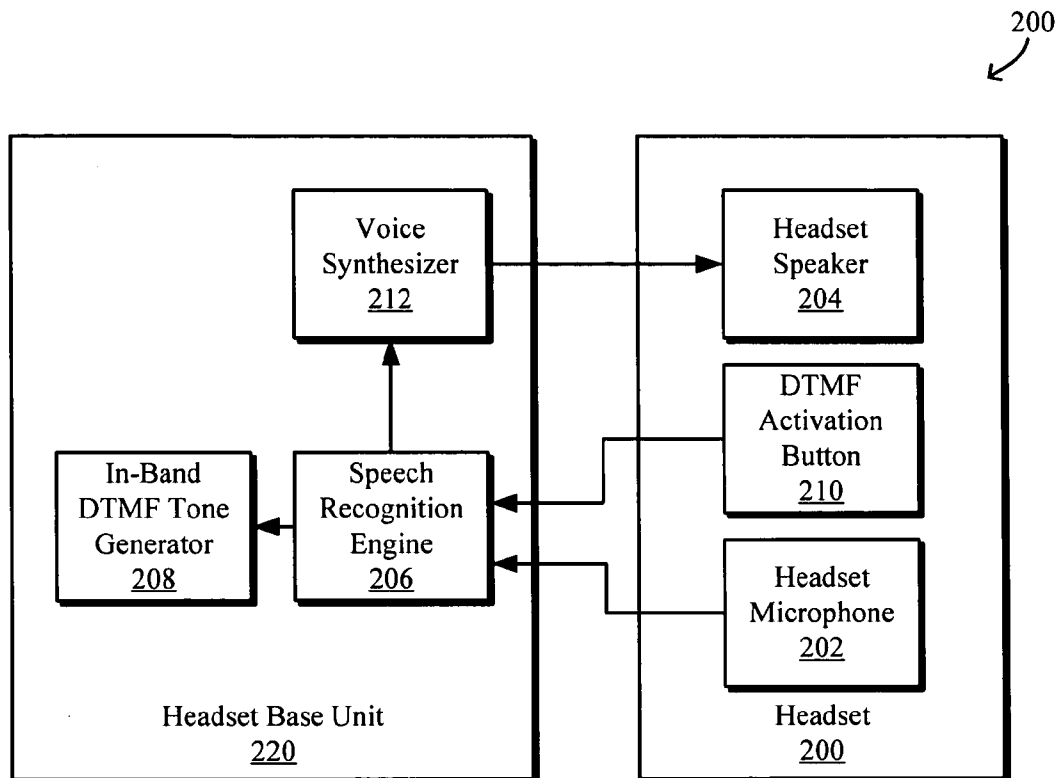 200
Voice
Synthesizer
212
Headset
Speaker
204
DTMF
Activation
Button
210
In-Band
DTMF Tone
Generator
208
Speech
Recognition
Engine
206
Headset
Microphone
202
Headset Base Unit
220
Headset
200